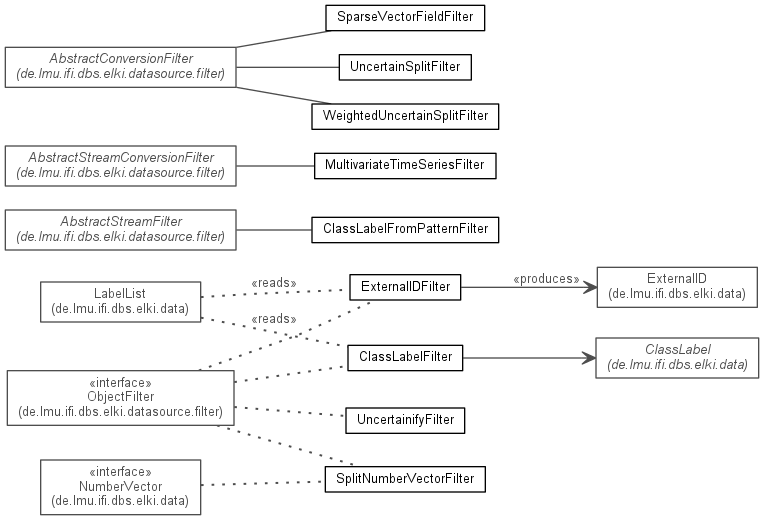 SparseVectorFieldFilter
AbstractConversionFilter
(de.lmu.ifi.dbs.elki.datasource.filter)
UncertainSplitFilter
WeightedUncertainSplitFilter
AbstractStreamConversionFilter
(de.lmu.ifi.dbs.elki.datasource.filter)
MultivariateTimeSeriesFilter
AbstractStreamFilter
(de.lmu.ifi.dbs.elki.datasource.filter)
ClassLabelFromPatternFilter
LabelList
(de.lmu.ifi.dbs.elki.data)
«reads»
«reads»
ExternalIDFilter
«produces»
ExternalID
(de.lmu.ifi.dbs.elki.data)
ClassLabelFilter
ClassLabel
(de.lmu.ifi.dbs.elki.data)
«interface»
ObjectFilter
(de.lmu.ifi.dbs.elki.datasource.filter)
UncertainifyFilter
«interface»
NumberVector
(de.lmu.ifi.dbs.elki.data)
SplitNumberVectorFilter